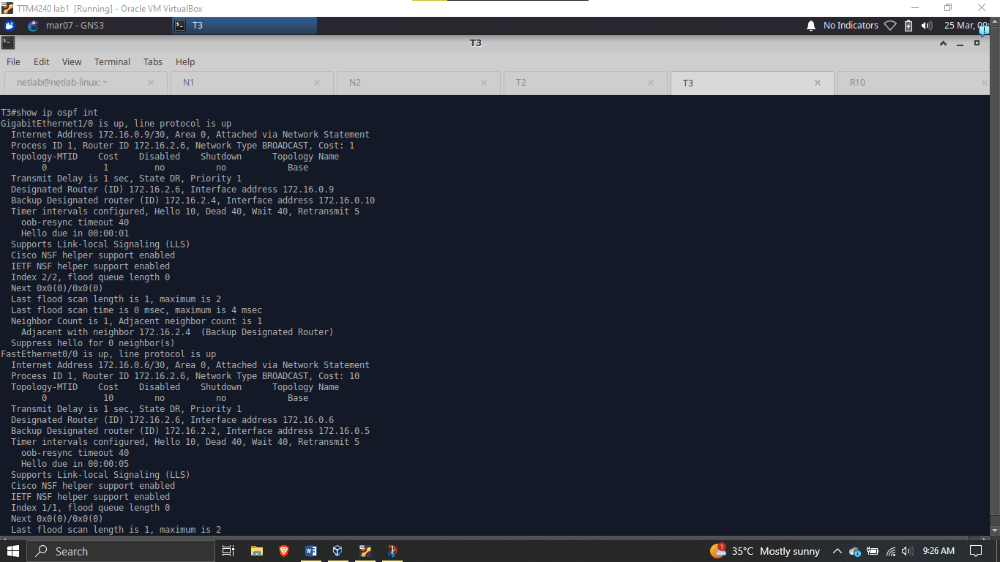 TTM4240 lab1 [Running] - Oracle VM VirtualBox
mar07 - GNS3
T3
No Indicators
25 Mar, 09:
T3
File Edit View Terminal Tabs Help
netlab@netlab-linux: ~
N1
N2
T2
T3
R10
T3#show ip ospf int
GigabitEthernet1/0 is up, line protocol is up
  Internet Address 172.16.0.9/30, Area 0, Attached via Network Statement
  Process ID 1, Router ID 172.16.2.6, Network Type BROADCAST, Cost: 1
  Topology-MTID    Cost    Disabled    Shutdown      Topology Name
        0           1         no          no            Base
  Transmit Delay is 1 sec, State DR, Priority 1
  Designated Router (ID) 172.16.2.6, Interface address 172.16.0.9
  Backup Designated router (ID) 172.16.2.4, Interface address 172.16.0.10
  Timer intervals configured, Hello 10, Dead 40, Wait 40, Retransmit 5
    oob-resync timeout 40
    Hello due in 00:00:01
  Supports Link-local Signaling (LLS)
  Cisco NSF helper support enabled
  IETF NSF helper support enabled
  Index 2/2, flood queue length 0
  Next 0x0(0)/0x0(0)
  Last flood scan length is 1, maximum is 2
  Last flood scan time is 0 msec, maximum is 4 msec
  Neighbor Count is 1, Adjacent neighbor count is 1
    Adjacent with neighbor 172.16.2.4  (Backup Designated Router)
  Suppress hello for 0 neighbor(s)
FastEthernet0/0 is up, line protocol is up
  Internet Address 172.16.0.6/30, Area 0, Attached via Network Statement
  Process ID 1, Router ID 172.16.2.6, Network Type BROADCAST, Cost: 10
  Topology-MTID    Cost    Disabled    Shutdown      Topology Name
        0           10        no          no            Base
  Transmit Delay is 1 sec, State DR, Priority 1
  Designated Router (ID) 172.16.2.6, Interface address 172.16.0.6
  Backup Designated router (ID) 172.16.2.2, Interface address 172.16.0.5
  Timer intervals configured, Hello 10, Dead 40, Wait 40, Retransmit 5
    oob-resync timeout 40
    Hello due in 00:00:05
  Supports Link-local Signaling (LLS)
  Cisco NSF helper support enabled
  IETF NSF helper support enabled
  Index 1/1, flood queue length 0
  Next 0x0(0)/0x0(0)
  Last flood scan length is 1, maximum is 2
Search
1
35°C Mostly sunny
9:26 AM